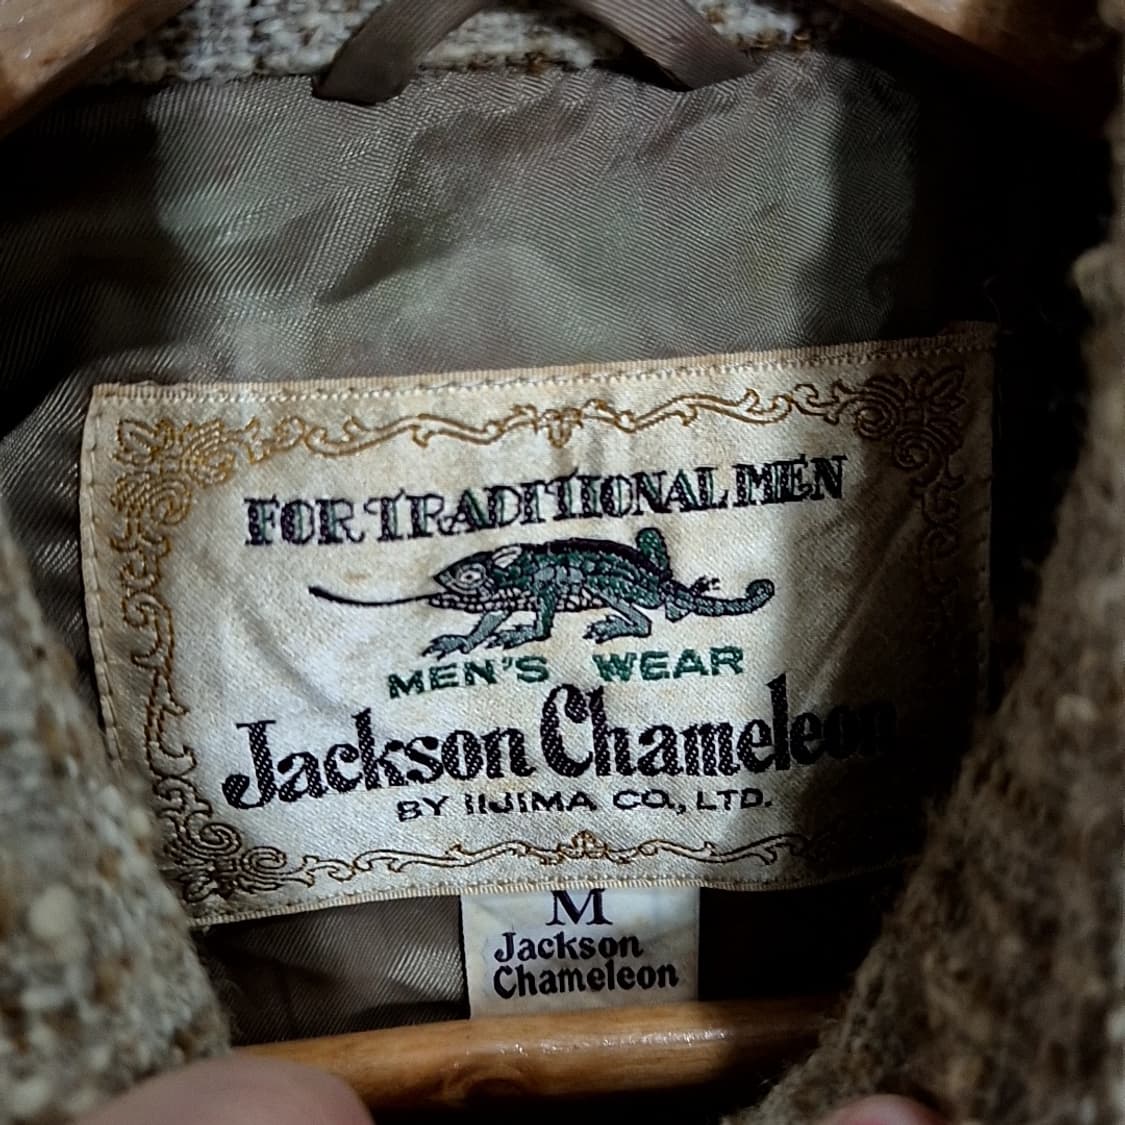 FOR TRADITIONAL MEN
MEN'S WEAR
Jackson Chameleon
BY IIJIMA CO., LTD.
M
Jackson
Chameleon